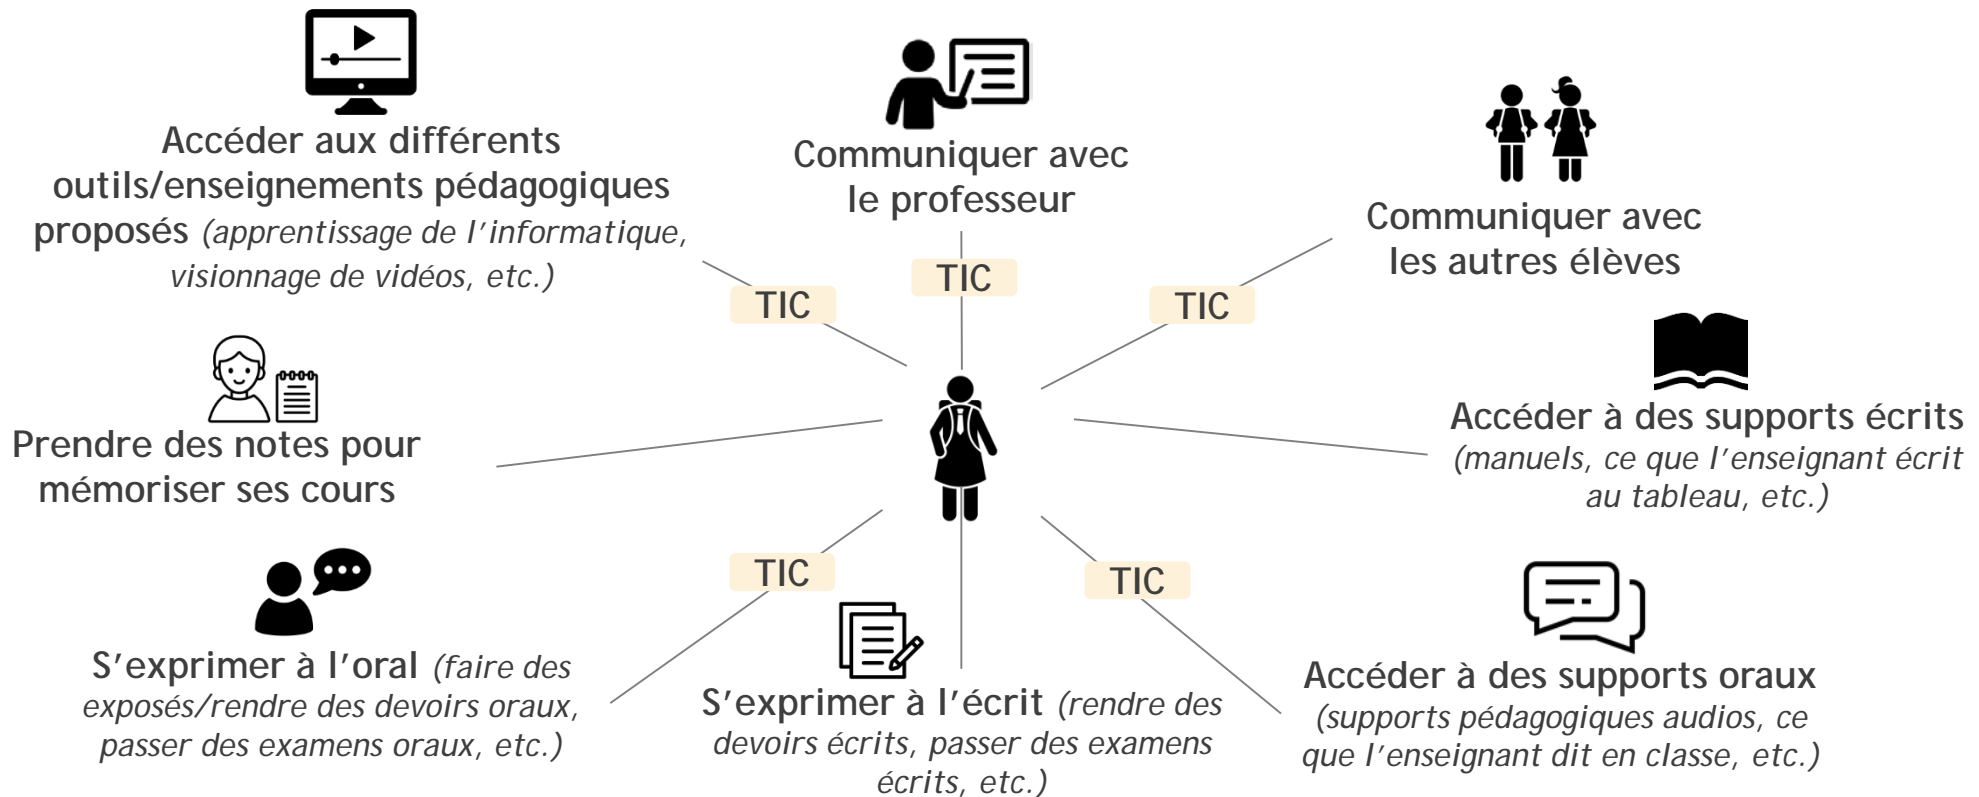 Accéder aux différents
outils/enseignements pédagogiques
proposés (apprentissage de l'informatique,
visionnage de vidéos, etc.)
Communiquer avec
le professeur
Communiquer avec
les autres élèves
TIC
TIC
TIC
Prendre des notes pour
mémoriser ses cours
Accéder à des supports écrits
(manuels, ce que l'enseignant écrit
au tableau, etc.)
TIC
TIC
S'exprimer à l'oral (faire des
exposés/rendre des devoirs oraux,
passer des examens oraux, etc.)
S'exprimer à l'écrit (rendre des
devoirs écrits, passer des examens
écrits, etc.)
Accéder à des supports oraux
(supports pédagogiques audios, ce
que l'enseignant dit en classe, etc.)